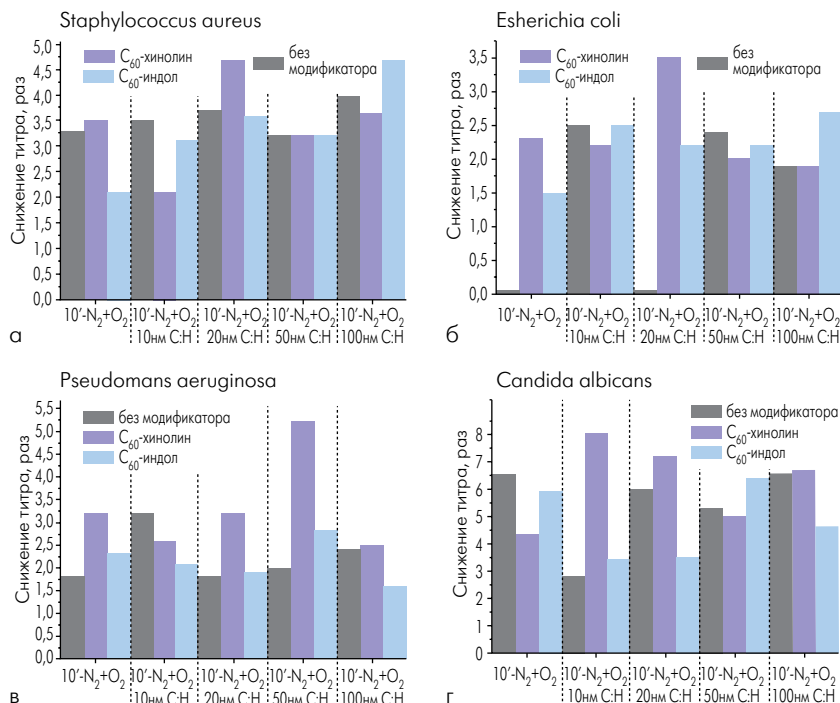 Staphylococcus aureus
Снижение титра, раз
5,0
4,5
4,0
3,5
3,0
2,5
2,0
1,5
1,0
0,5
0,0
C60-хинолин
C60-индол
без
модификатора
10′-N2+O2
10′-N2+O2
10нм C:H
10′-N2+O2
20нм C:H
10′-N2+O2
50нм C:H
10′-N2+O2
100нм C:H
а
Esherichia coli
Снижение титра, раз
3,5
3,0
2,5
2,0
1,5
1,0
0,5
0,0
C60-хинолин
C60-индол
без
модификатора
10′-N2+O2
10′-N2+O2
10нм C:H
10′-N2+O2
20нм C:H
10′-N2+O2
50нм C:H
10′-N2+O2
100нм C:H
б
Pseudomans aeruginosa
Снижение титра, раз
5,5
5,0
4,5
4,0
3,5
3,0
2,5
2,0
1,5
1,0
0,5
0,0
без модификатора
C60-хинолин
C60-индол
10′-N2+O2
10′-N2+O2
10нм C:H
10′-N2+O2
20нм C:H
10′-N2+O2
50нм C:H
10′-N2+O2
100нм C:H
в
Candida albicans
Снижение титра, раз
8
7
6
5
4
3
2
1
0
без модификатора
C60-хинолин
C60-индол
10′-N2+O2
10′-N2+O2
10нм C:H
10′-N2+O2
20нм C:H
10′-N2+O2
50нм C:H
10′-N2+O2
100нм C:H
г